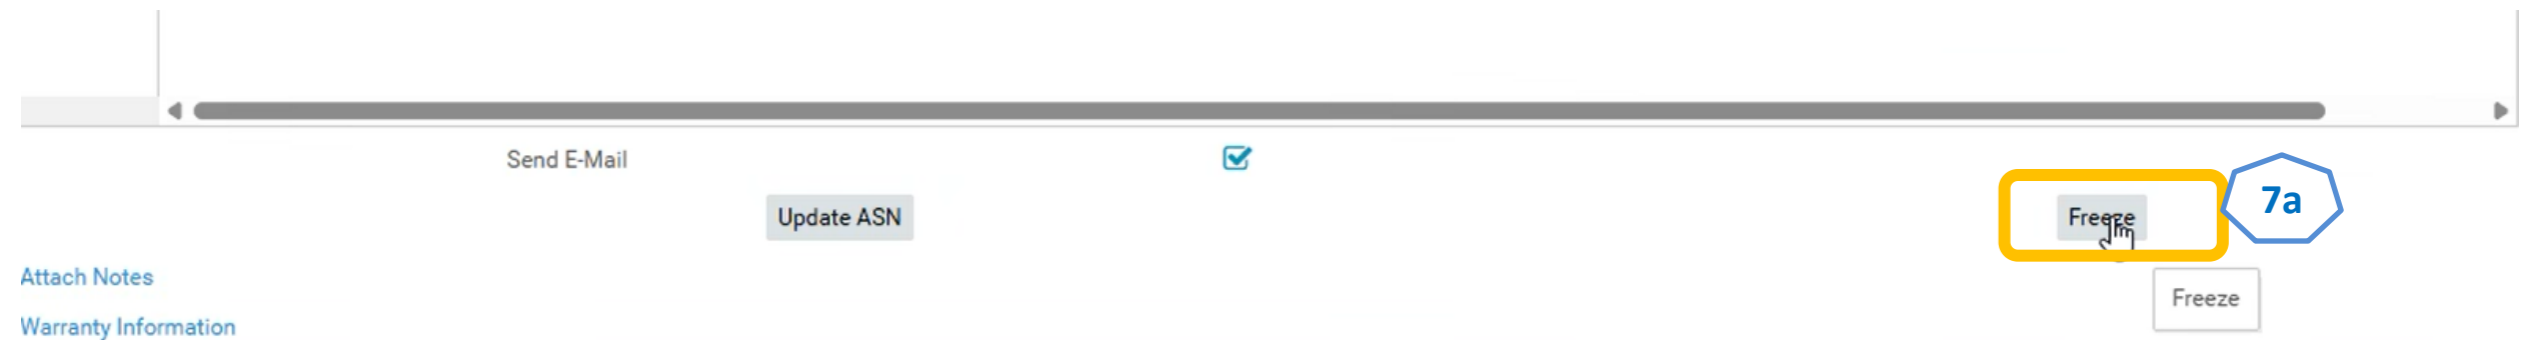 Send E-Mail
Update ASN
Freeze
7a
Attach Notes
Freeze
Warranty Information